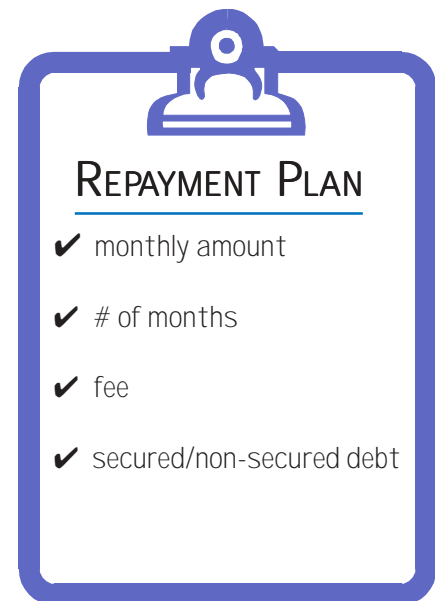 REPAYMENT PLAN
✔ monthly amount
✔ # of months
✔ fee
✔ secured/non-secured debt